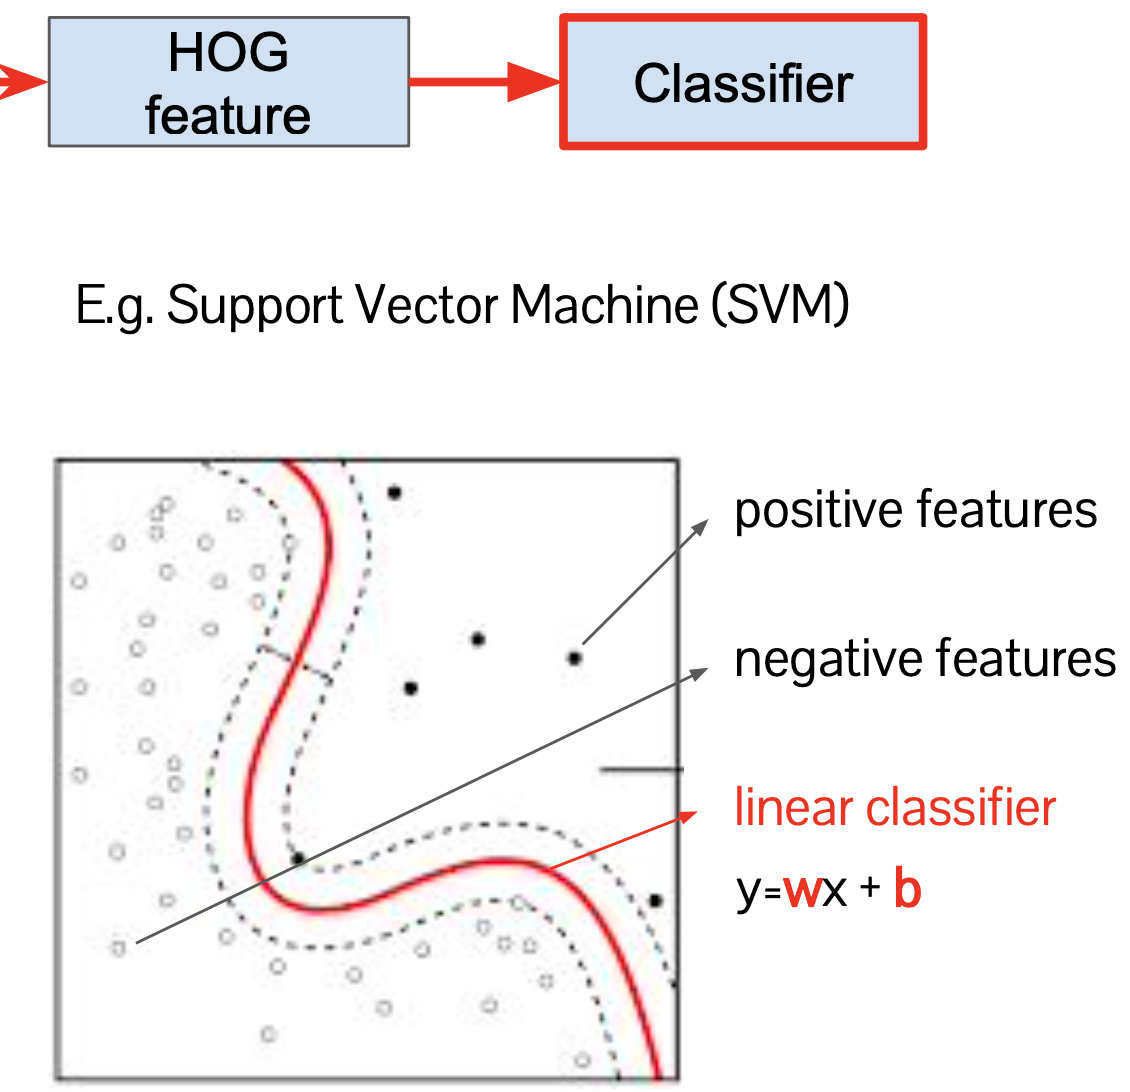 HOG
feature
Classifier
E.g. Support Vector Machine (SVM)
positive features
negative features
linear classifier
y=wx + b